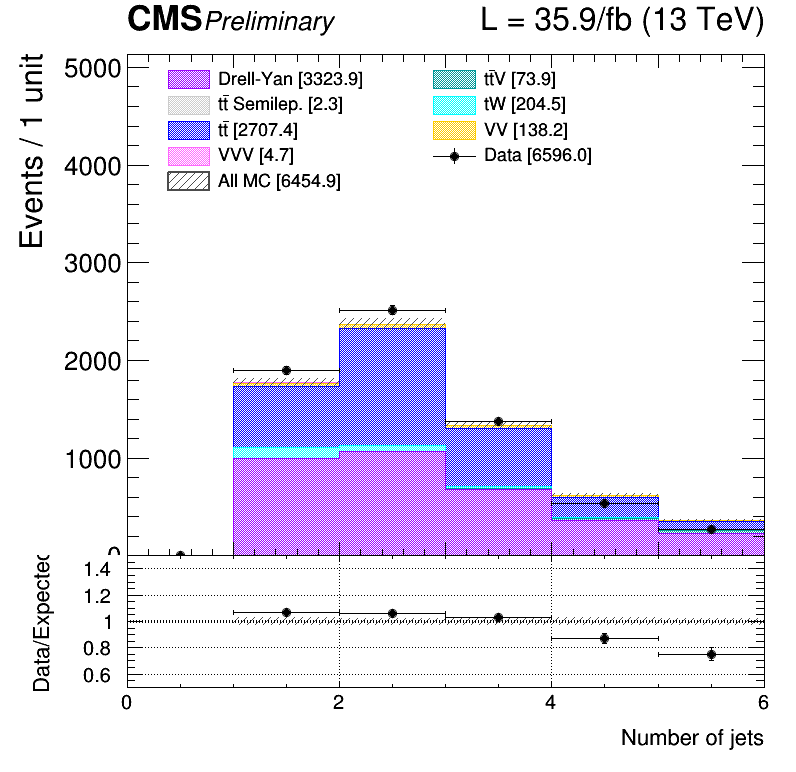 CMS Preliminary L = 35.9/fb (13 TeV)
Events / 1 unit
5000
4000
3000
2000
1000
0
Drell-Yan [3323.9]
tt̄ Semilep. [2.3]
tt̄ [2707.4]
VVV [4.7]
All MC [6454.9]
tt̄V [73.9]
tW [204.5]
VV [138.2]
Data [6596.0]
Data/Expected
1.4
1.2
1
0.8
0.6
0 2 4 6
Number of jets